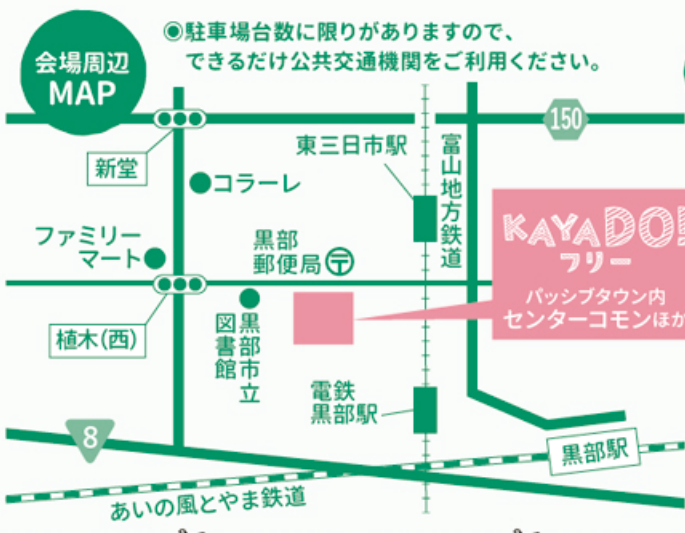 ◉駐車場台数に限りがありますので、
できるだけ公共交通機関をご利用ください。
会場周辺
MAP
150
新堂
東三日市駅
富山地方鉄道
コラーレ
ファミリー
マート
黒部
郵便局
KAYADO!
フリー
パッシブタウン内
センターコモンほか
植木(西)
黒部市立
図書館
電鉄
黒部駅
8
黒部駅
あいの風とやま鉄道